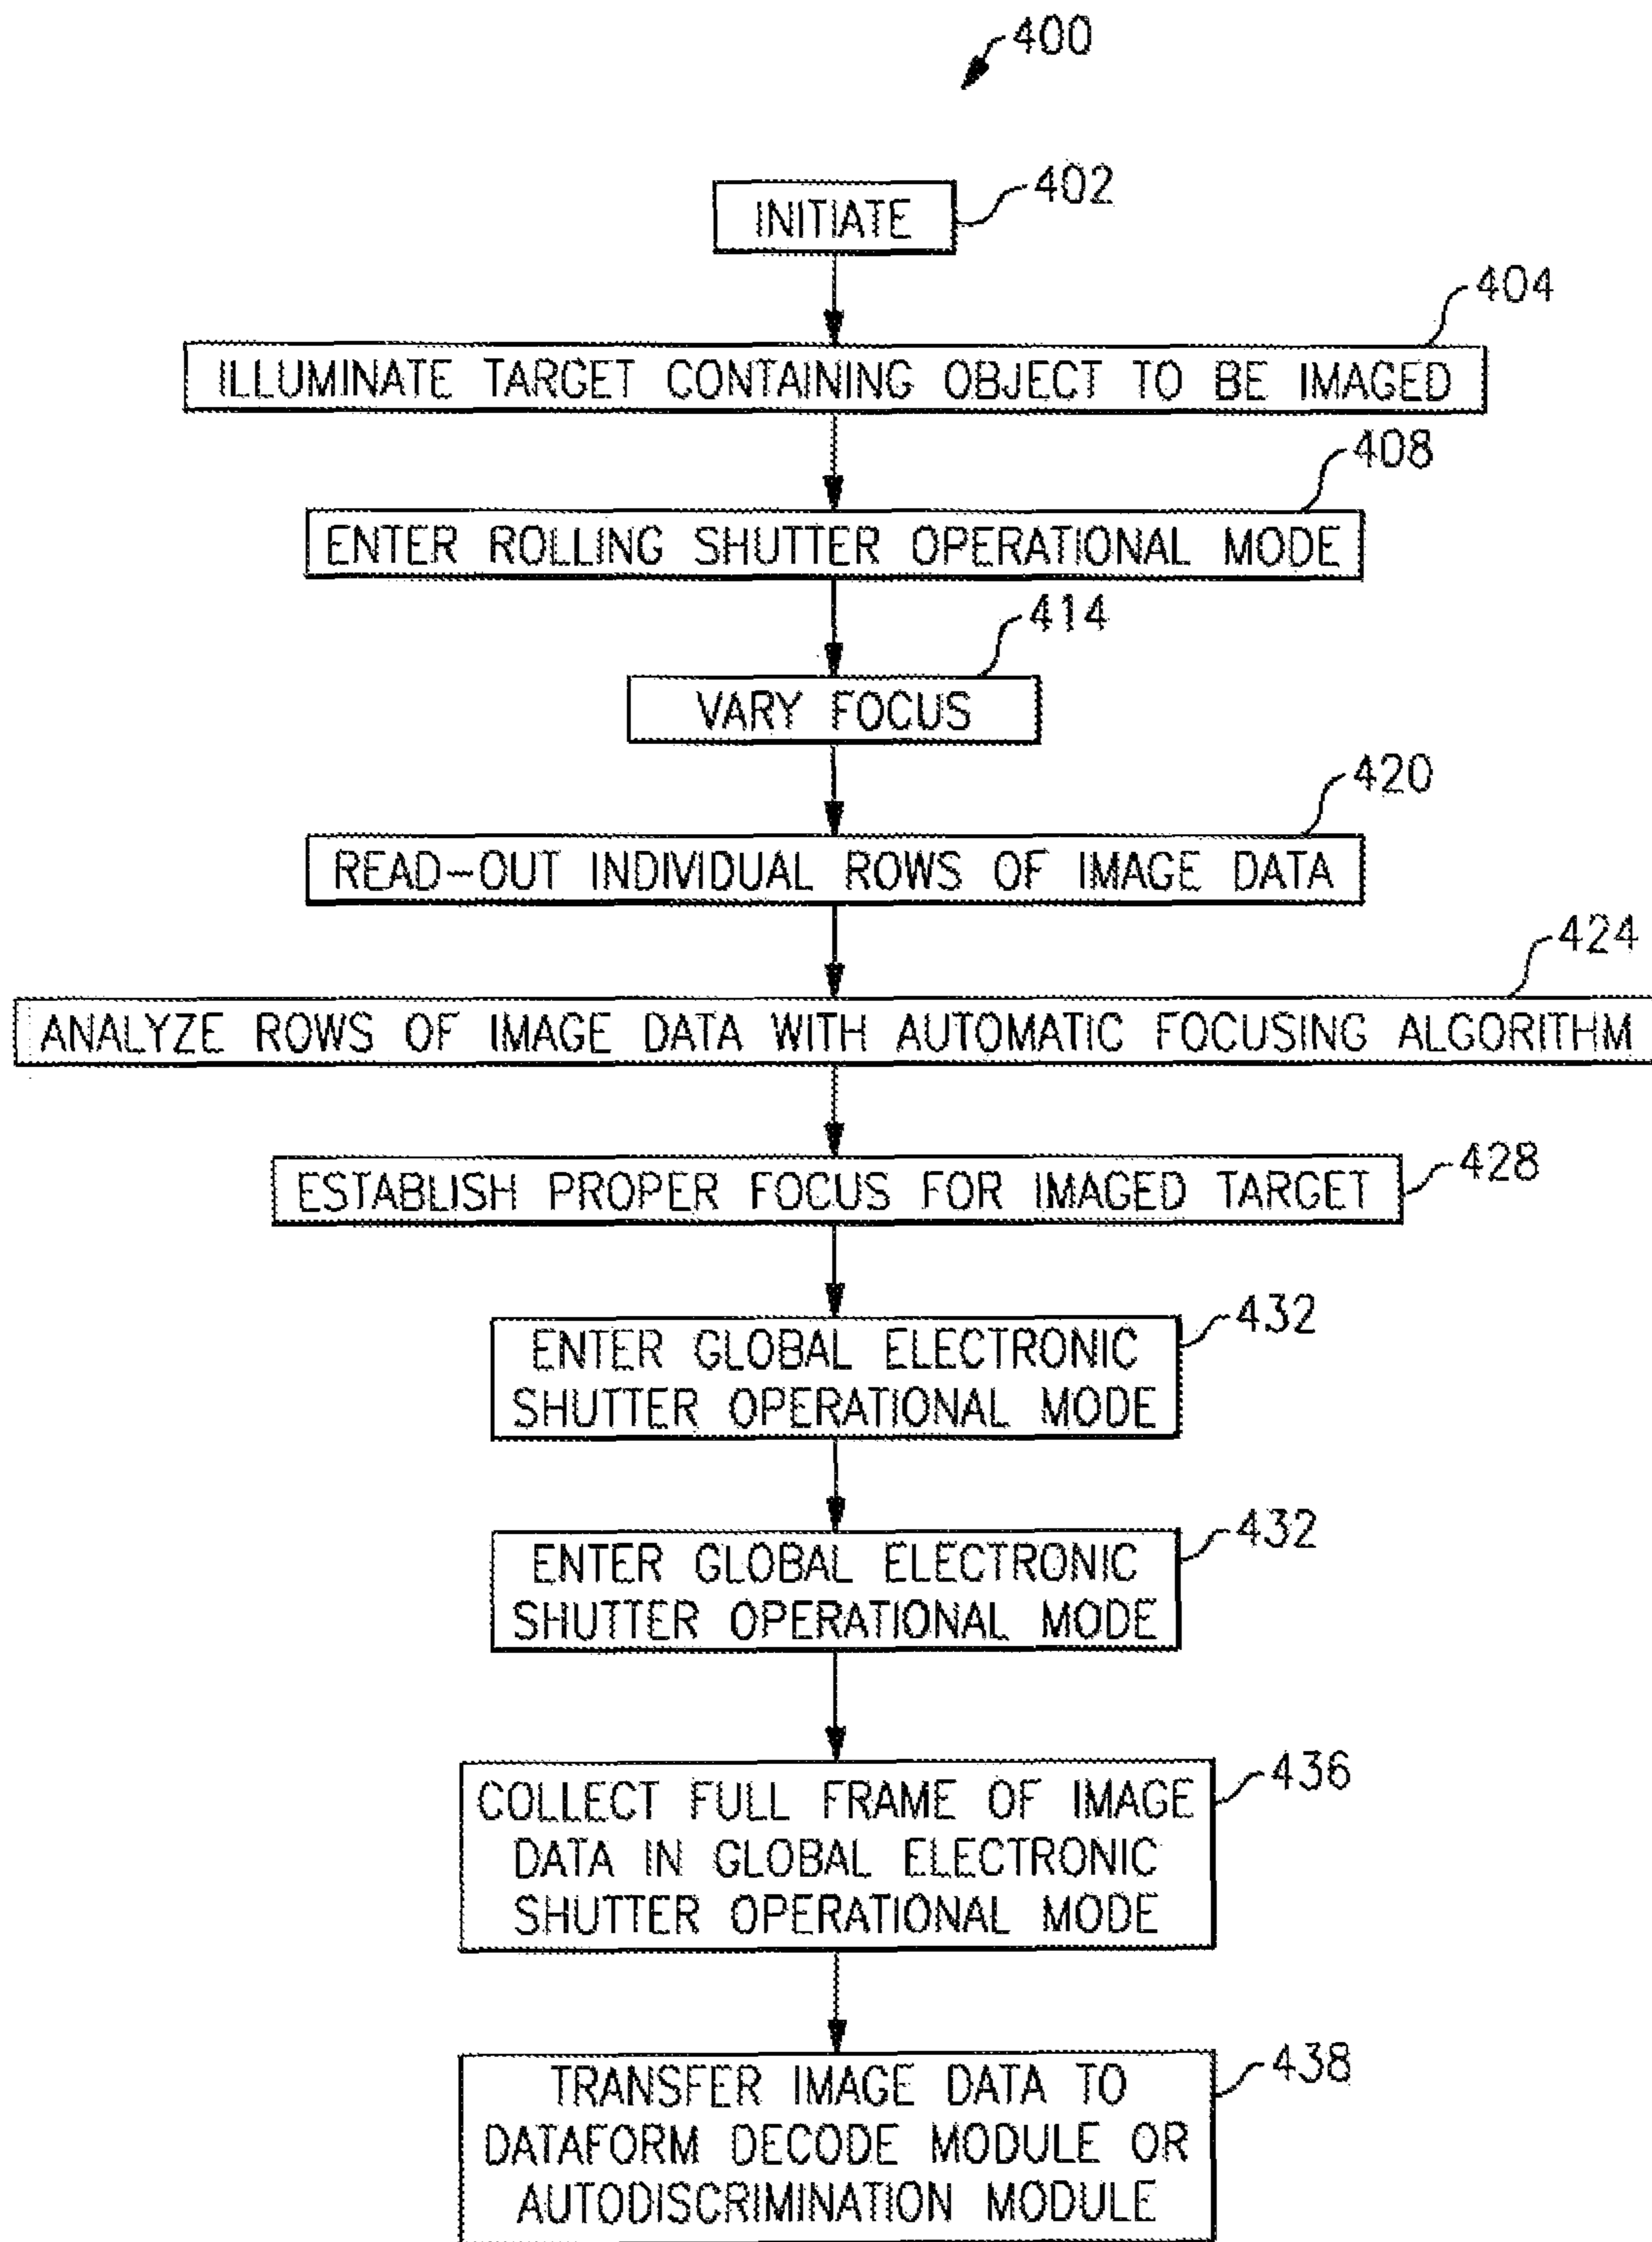 400
INITIATE
402
ILLUMINATE TARGET CONTAINING OBJECT TO BE IMAGED
404
ENTER ROLLING SHUTTER OPERATIONAL MODE
408
VARY FOCUS
414
READ-OUT INDIVIDUAL ROWS OF IMAGE DATA
420
ANALYZE ROWS OF IMAGE DATA WITH AUTOMATIC FOCUSING ALGORITHM
424
ESTABLISH PROPER FOCUS FOR IMAGED TARGET
428
ENTER GLOBAL ELECTRONIC
SHUTTER OPERATIONAL MODE
432
ENTER GLOBAL ELECTRONIC
SHUTTER OPERATIONAL MODE
432
COLLECT FULL FRAME OF IMAGE
DATA IN GLOBAL ELECTRONIC
SHUTTER OPERATIONAL MODE
436
TRANSFER IMAGE DATA TO
DATAFORM DECODE MODULE OR
AUTODISCRIMINATION MODULE
438